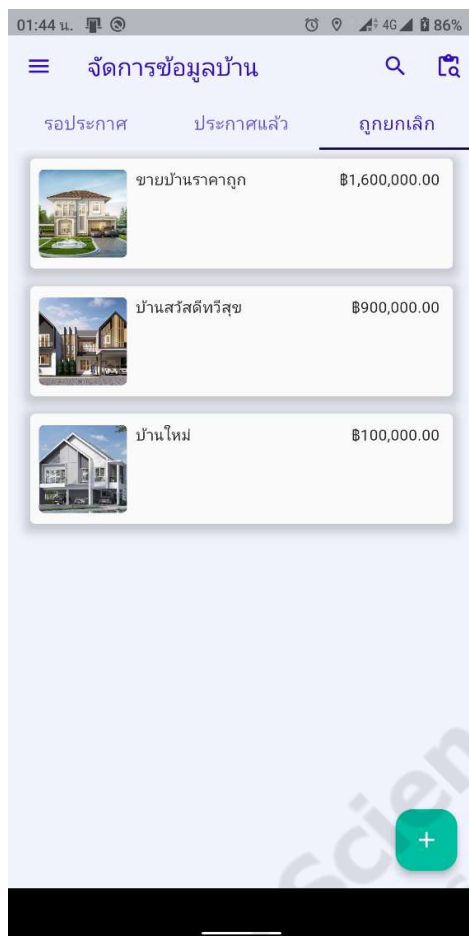 01:44 น. 4G 86%
จัดการข้อมูลบ้าน
รอประกาศ ประกาศแล้ว ถูกยกเลิก
ขายบ้านราคาถูก ฿1,600,000.00
บ้านสวัสดีทวีสุข ฿900,000.00
บ้านใหม่ ฿100,000.00
+